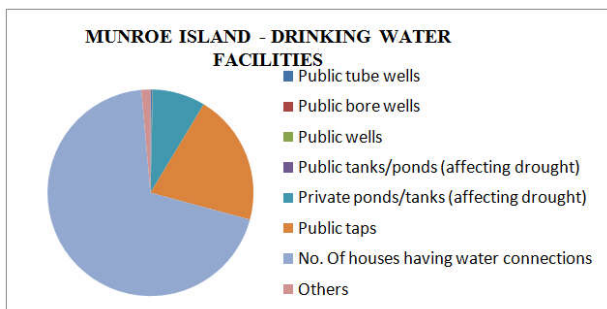 MUNROE ISLAND - DRINKING WATER
FACILITIES
Public tube wells
Public bore wells
Public wells
Public tanks/ponds (affecting drought)
Private ponds/tanks (affecting drought)
Public taps
No. Of houses having water connections
Others